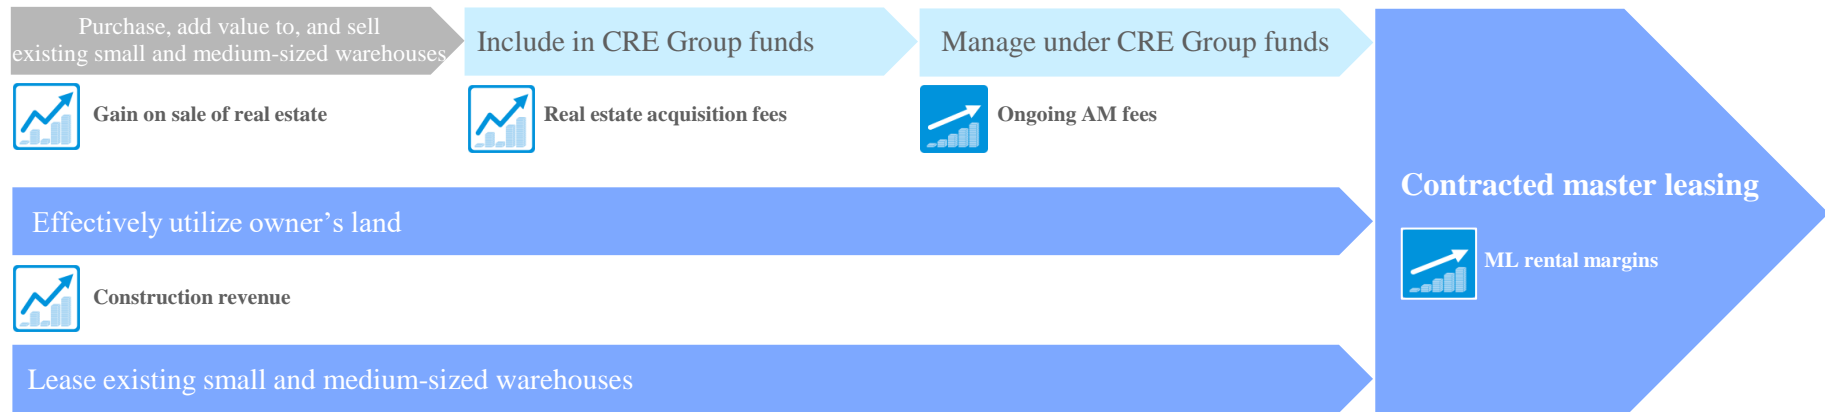 Purchase, add value to, and sell
existing small and medium-sized warehouses
Include in CRE Group funds
Manage under CRE Group funds
Gain on sale of real estate
Real estate acquisition fees
Ongoing AM fees
Effectively utilize owner’s land
Construction revenue
Lease existing small and medium-sized warehouses
Contracted master leasing
ML rental margins